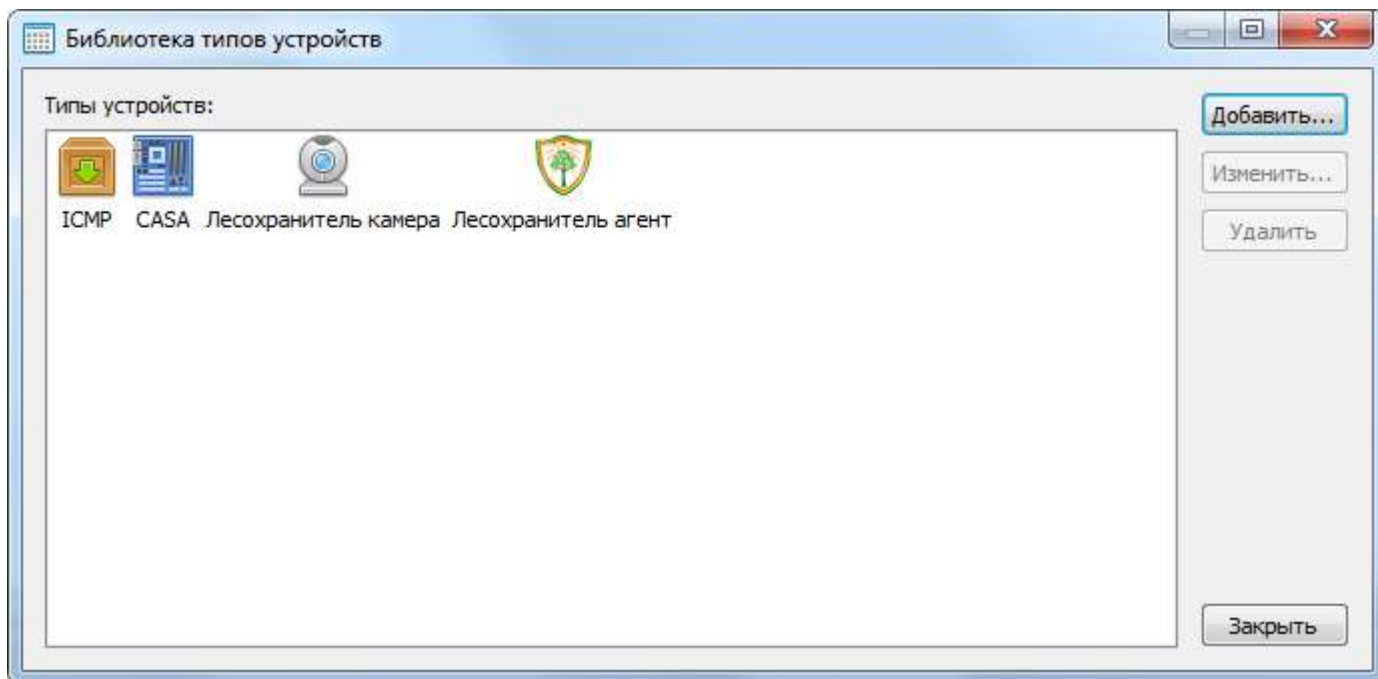 Библиотека типов устройств
Типы устройств:
Добавить...
Изменить...
Удалить
ICMP CASA Лесохранитель камера Лесохранитель агент
Закрыть